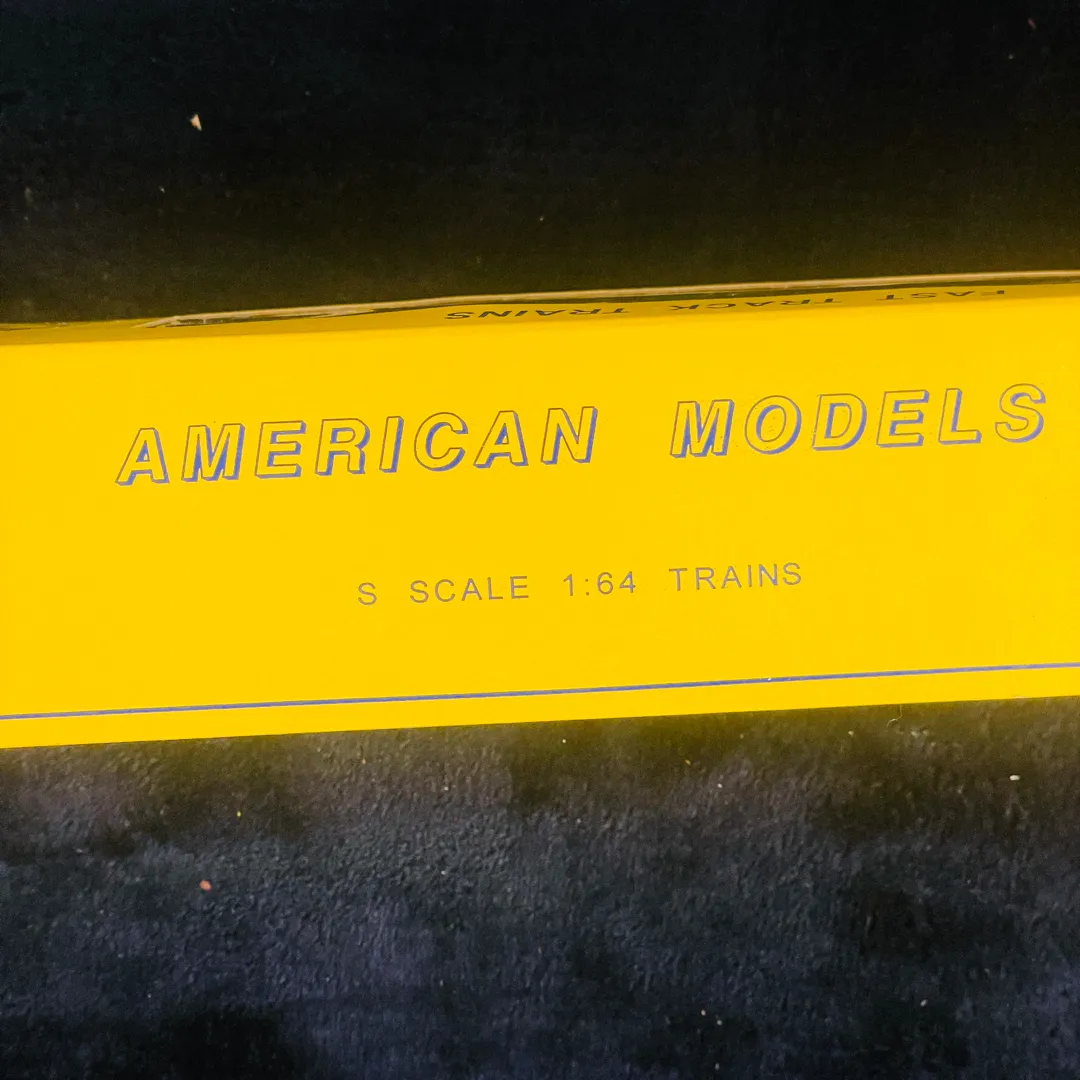 FAST TRACK TRAINS
AMERICAN MODELS
S SCALE 1:64 TRAINS